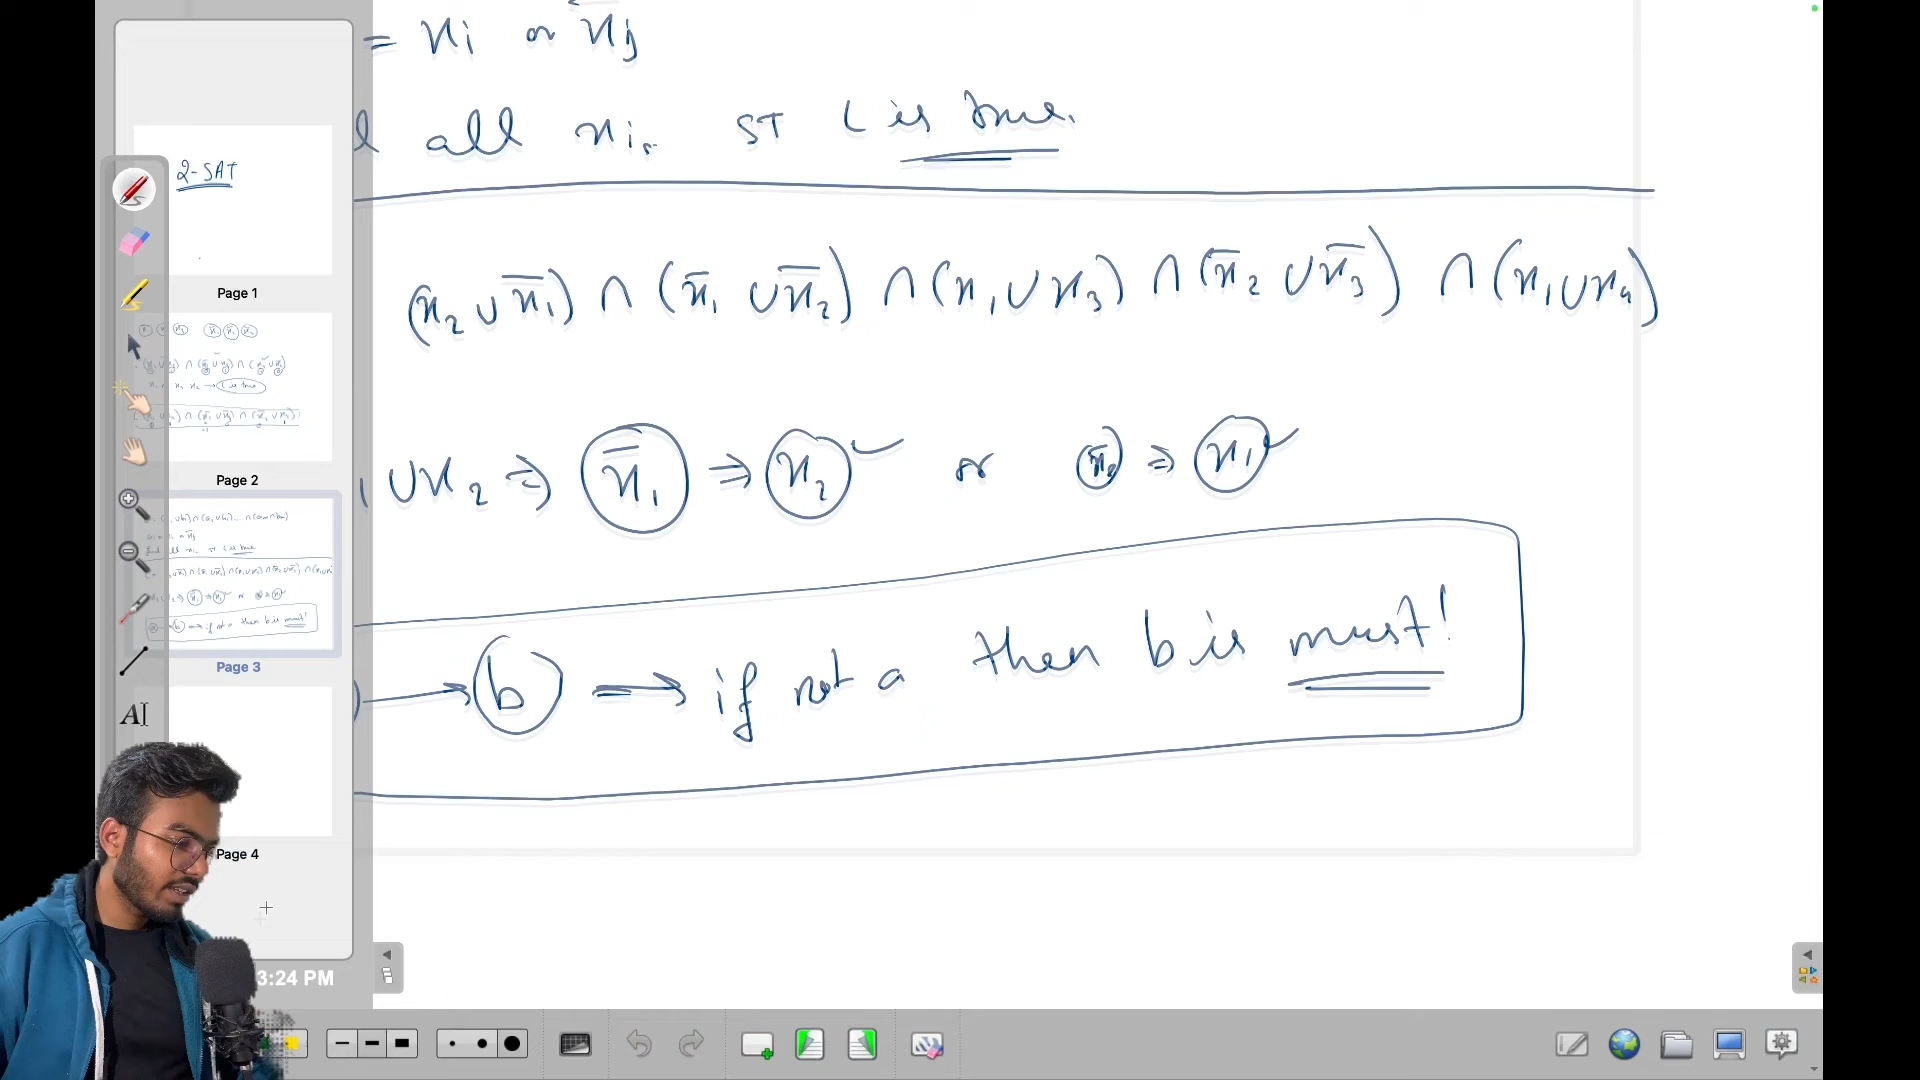 = xi or x̄j
all xi, ST C is true.
(x2 ∪ x̄1) ∩ (x̄1 ∪ x̄2) ∩ (x1 ∪ x3) ∩ (x̄2 ∪ x̄3) ∩ (x1 ∪ x4)
∪ x2 ⇒ x̄1 ⇒ x2 or x̄2 ⇒ x1
→ b ⇒ if not a then b is must!
2-SAT
Page 1
Page 2
Page 3
Page 4
AI
3:24 PM